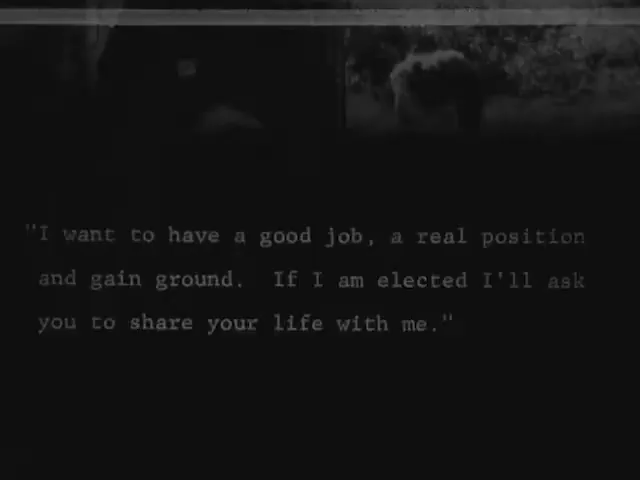 "I want to have a good job, a real position
and gain ground. If I am elected I'll ask
you to share your life with me."